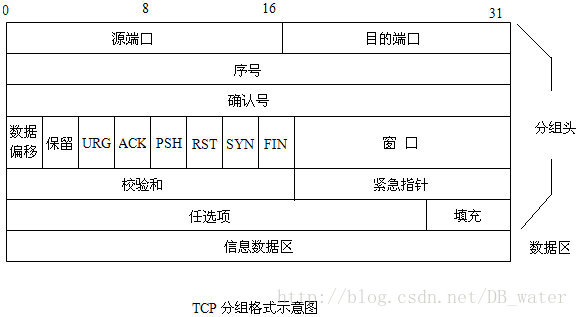 0 8 16 31
源端口 目的端口
序号
确认号
分组头
数据偏移 保留 URG ACK PSH RST SYN FIN 窗 口
校验和 紧急指针
任选项 填充
信息数据区 数据区
http://blog.csdn.net/DB_water
TCP 分组格式示意图